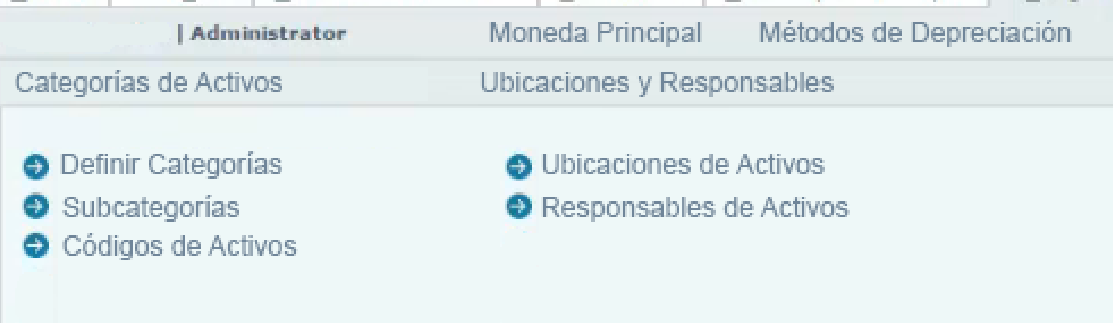 | Administrator Moneda Principal Métodos de Depreciación
Categorías de Activos Ubicaciones y Responsables
Definir Categorías Ubicaciones de Activos
Subcategorías Responsables de Activos
Códigos de Activos